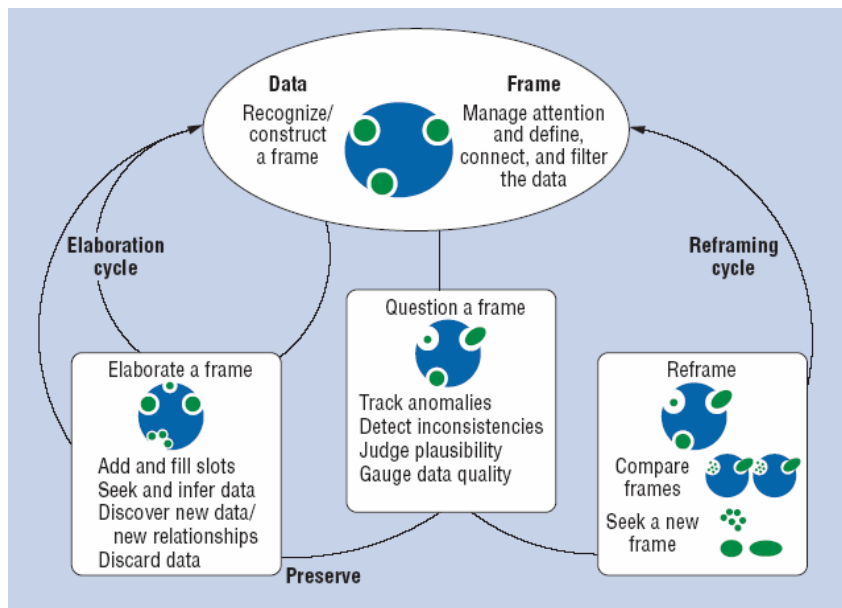 Data
Recognize/
construct
a frame
Frame
Manage attention
and define,
connect, and filter
the data
Elaboration
cycle
Reframing
cycle
Elaborate a frame
Add and fill slots
Seek and infer data
Discover new data/
new relationships
Discard data
Question a frame
Track anomalies
Detect inconsistencies
Judge plausibility
Gauge data quality
Reframe
Compare
frames
Seek a new
frame
Preserve